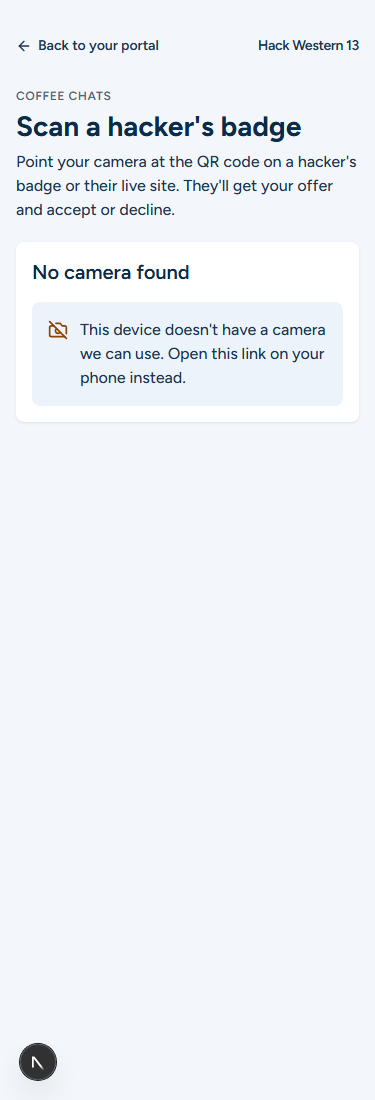 Back to your portal
Hack Western 13
COFFEE CHATS
Scan a hacker's badge
Point your camera at the QR code on a hacker's
badge or their live site. They'll get your offer
and accept or decline.
No camera found
This device doesn't have a camera
we can use. Open this link on your
phone instead.